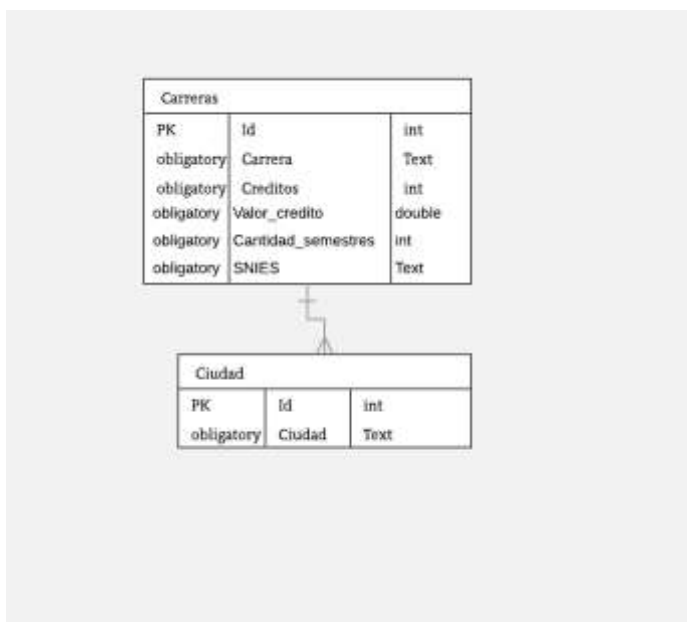 Carreras
PK Id int
obligatory Carrera Text
obligatory Creditos int
obligatory Valor_credito double
obligatory Cantidad_semestres int
obligatory SNIES Text
Ciudad
PK Id int
obligatory Ciudad Text